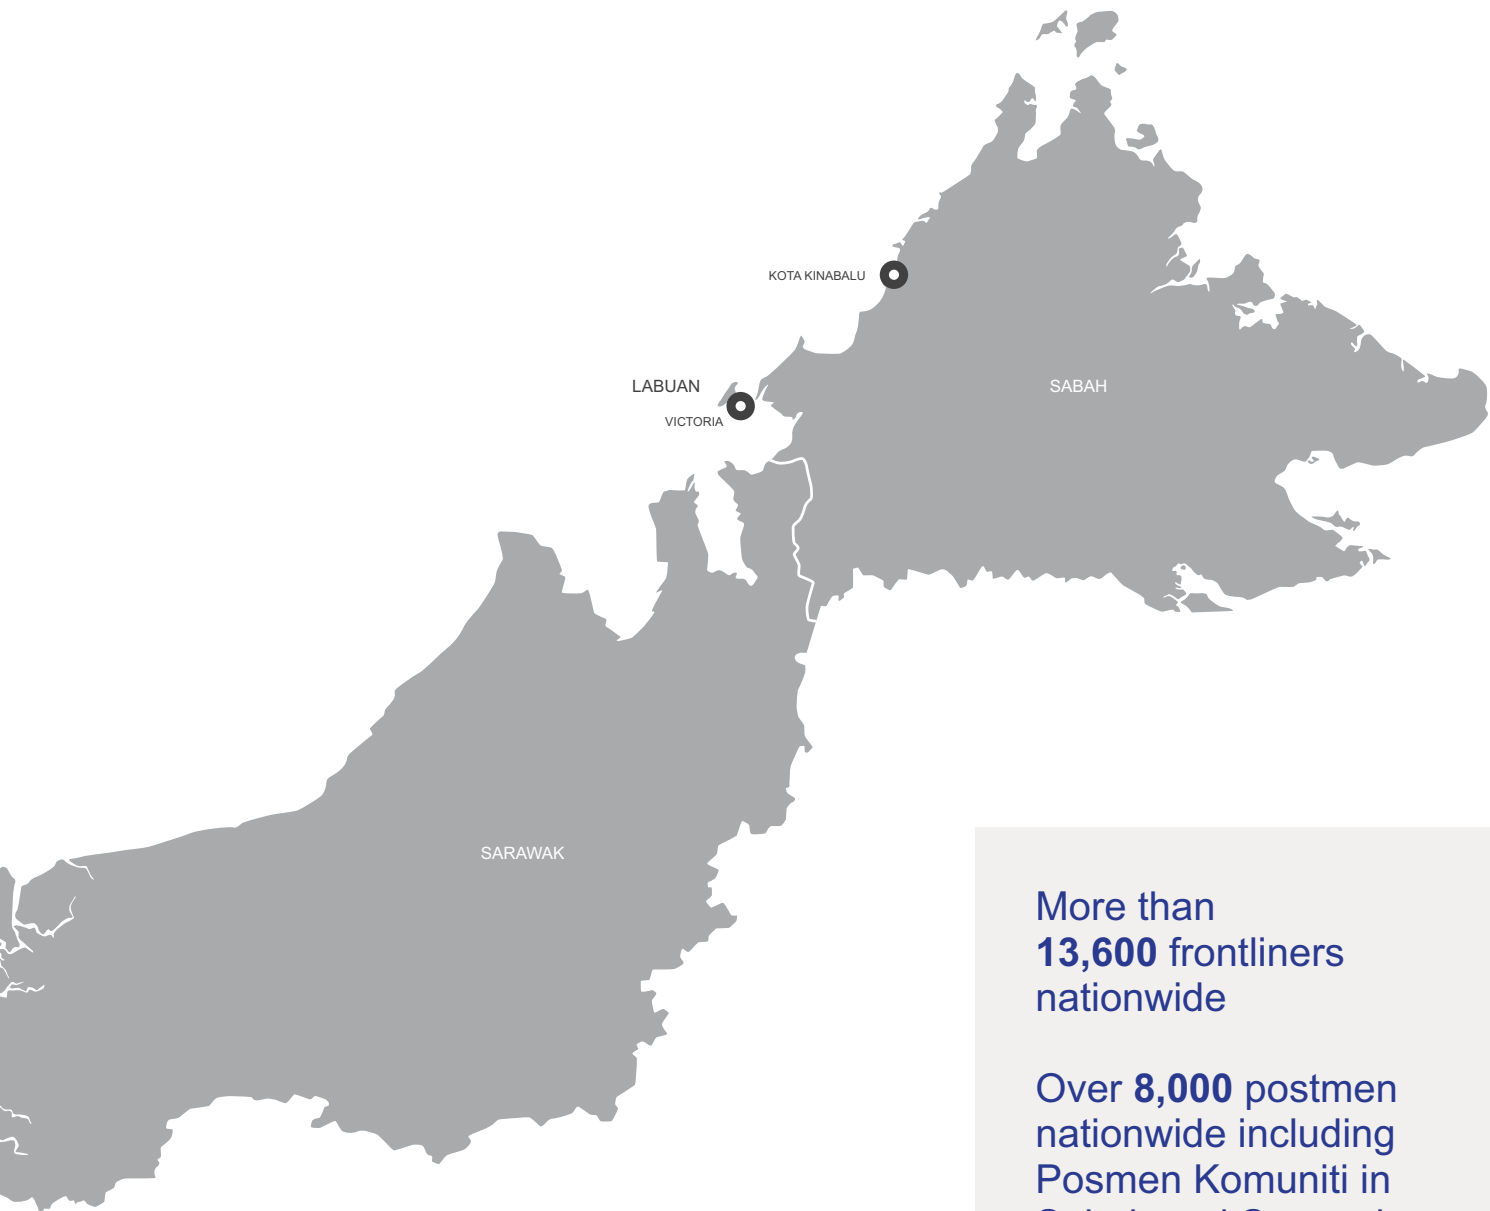 KOTA KINABALU
LABUAN
SABAH
VICTORIA
SARAWAK
More than
13,600 frontliners
nationwide
Over 8,000 postmen
nationwide including
Posmen Komuniti in